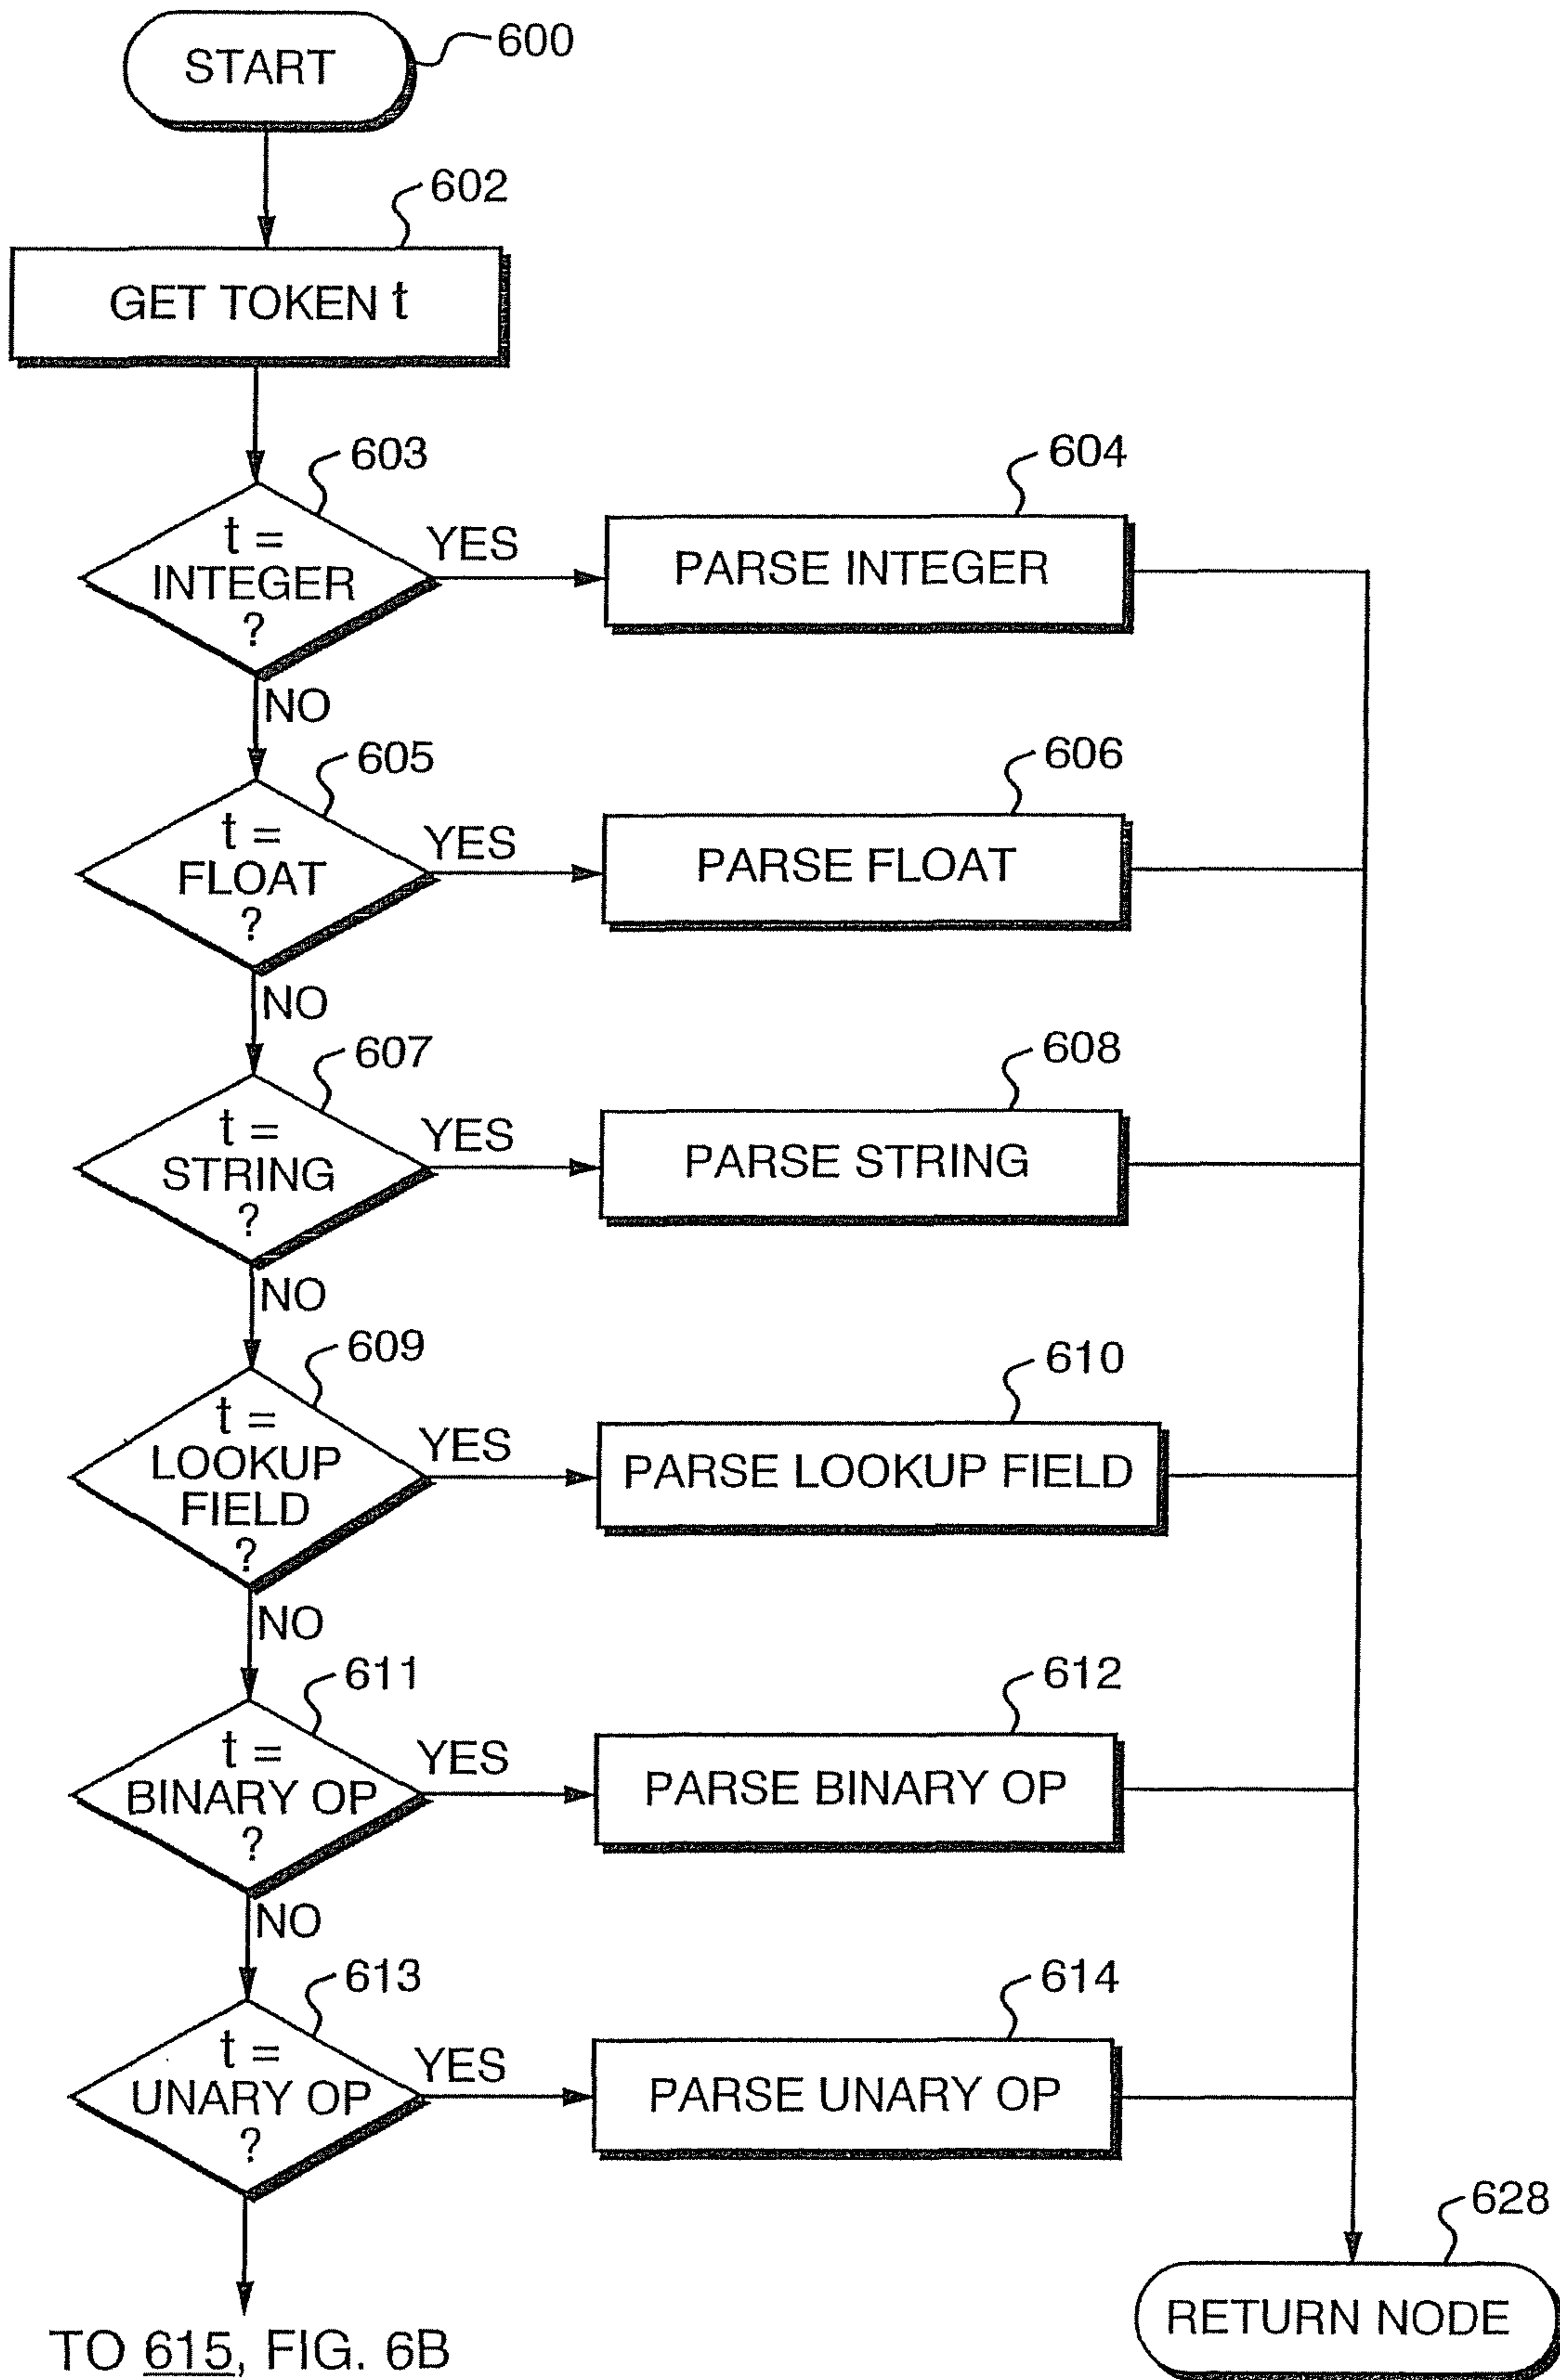 START
600
602
GET TOKEN t
603
t =
INTEGER
?
YES
604
PARSE INTEGER
NO
605
t =
FLOAT
?
YES
606
PARSE FLOAT
NO
607
t =
STRING
?
YES
608
PARSE STRING
NO
609
t =
LOOKUP
FIELD
?
YES
610
PARSE LOOKUP FIELD
NO
611
t =
BINARY OP
?
YES
612
PARSE BINARY OP
NO
613
t =
UNARY OP
?
YES
614
PARSE UNARY OP
628
RETURN NODE
TO 615, FIG. 6B